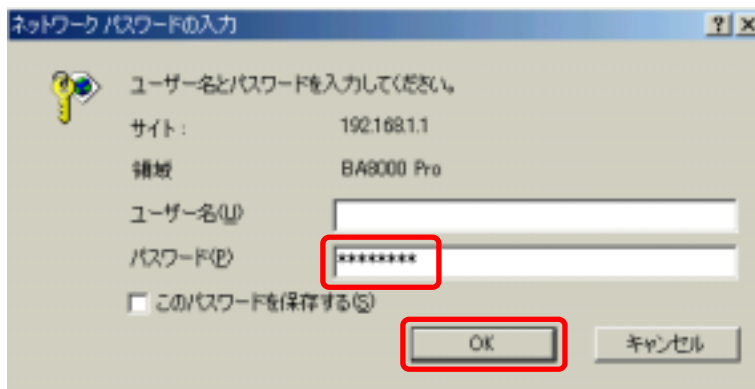 ネットワーク パスワードの入力
ユーザー名とパスワードを入力してください。
サイト： 192.168.1.1
領域 BA8000 Pro
ユーザー名(U)
パスワード(P) ********
このパスワードを保存する(S)
OK キャンセル